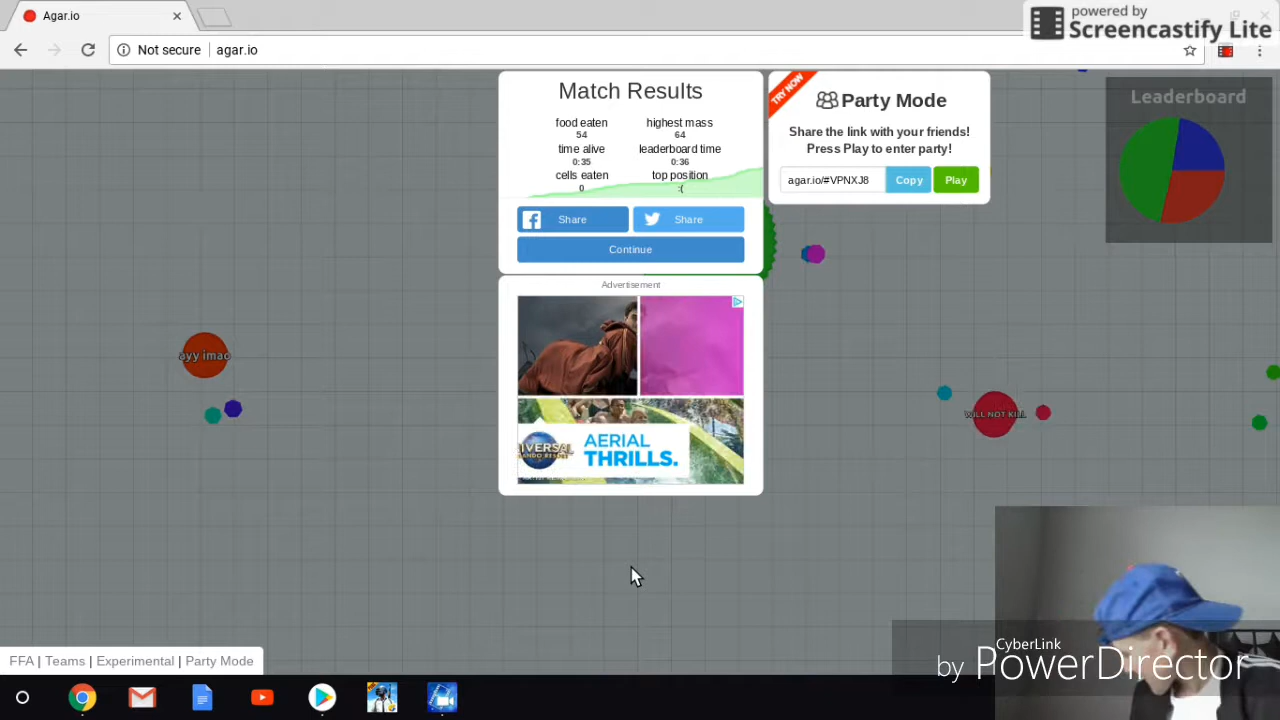 Agar.io
powered by
Screencastify Lite
Not secure
agar.io
Match Results
food eaten
54
highest mass
64
time alive
0:35
leaderboard time
0:36
cells eaten
0
top position
:(
Share
Share
Continue
TRY NOW
Party Mode
Share the link with your friends!
Press Play to enter party!
agar.io/#VPNXJ8
Copy
Play
Leaderboard
Advertisement
AERIAL
THRILLS.
WILL NOT KILL
FFA | Teams | Experimental | Party Mode
CyberLink
by PowerDirector